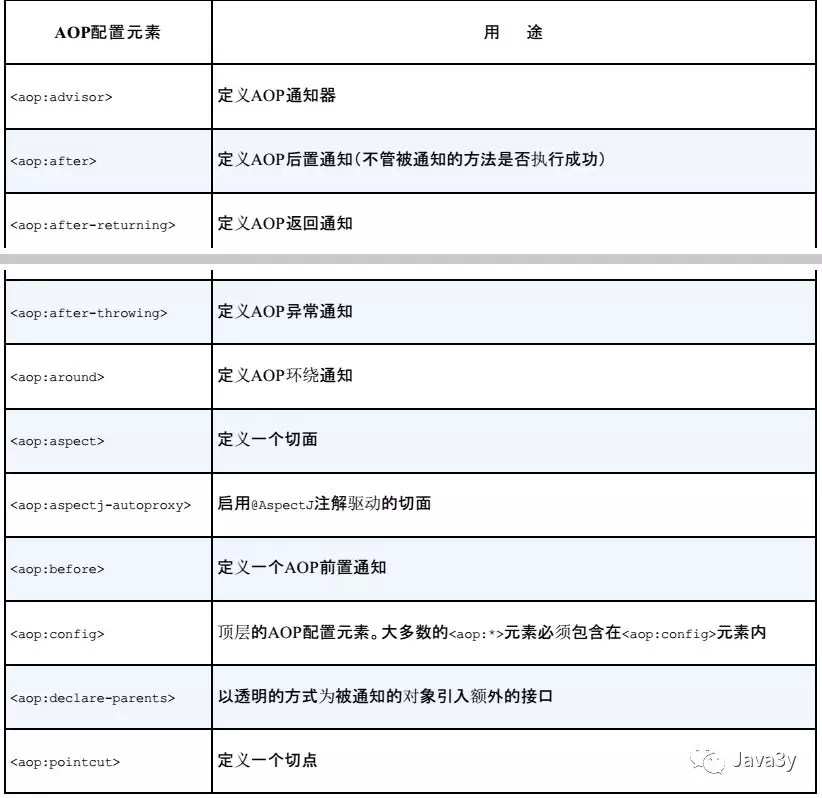 AOP配置元素 用 途
<aop:advisor> 定义AOP通知器
<aop:after> 定义AOP后置通知(不管被通知的方法是否执行成功)
<aop:after-returning> 定义AOP返回通知
<aop:after-throwing> 定义AOP异常通知
<aop:around> 定义AOP环绕通知
<aop:aspect> 定义一个切面
<aop:aspectj-autoproxy> 启用@AspectJ注解驱动的切面
<aop:before> 定义一个AOP前置通知
<aop:config> 顶层的AOP配置元素。大多数的<aop:*>元素必须包含在<aop:config>元素内
<aop:declare-parents> 以透明的方式为被通知的对象引入额外的接口
<aop:pointcut> 定义一个切点
Java3y